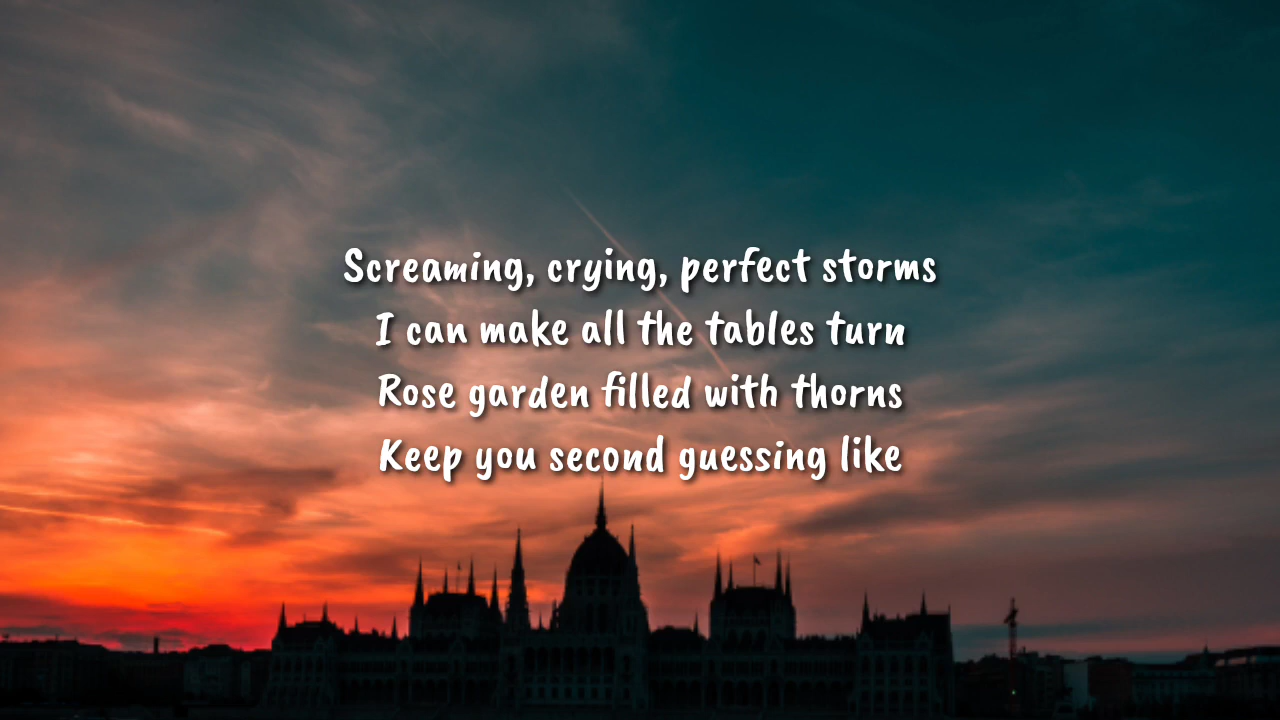 Screaming, crying, perfect storms
I can make all the tables turn
Rose garden filled with thorns
Keep you second guessing like